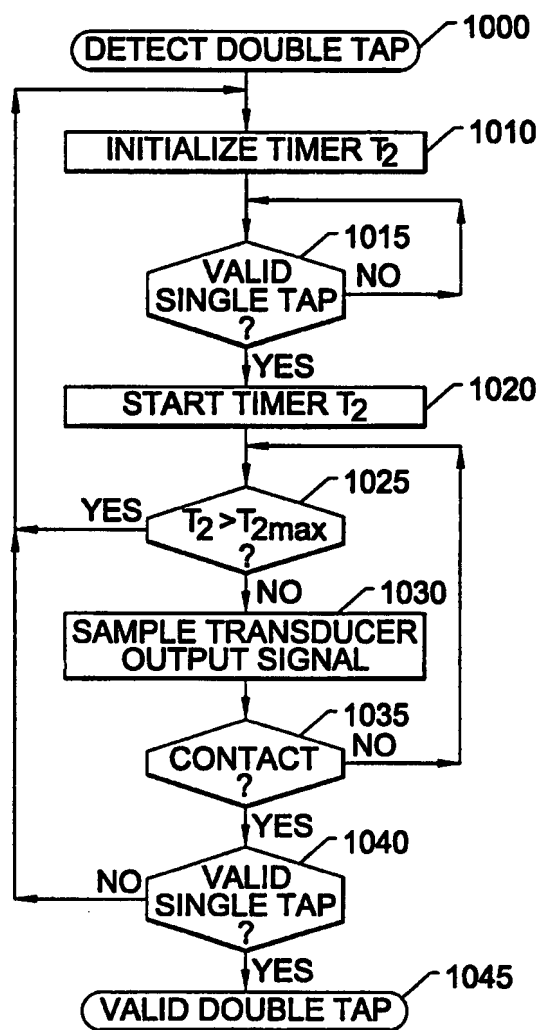 DETECT DOUBLE TAP
1000
INITIALIZE TIMER T2
1010
1015
VALID
SINGLE TAP
?
NO
YES
START TIMER T2
1020
1025
YES
T2 > T2max
?
NO
1030
SAMPLE TRANSDUCER
OUTPUT SIGNAL
1035
CONTACT
?
NO
YES
1040
NO
VALID
SINGLE TAP
?
YES
1045
VALID DOUBLE TAP